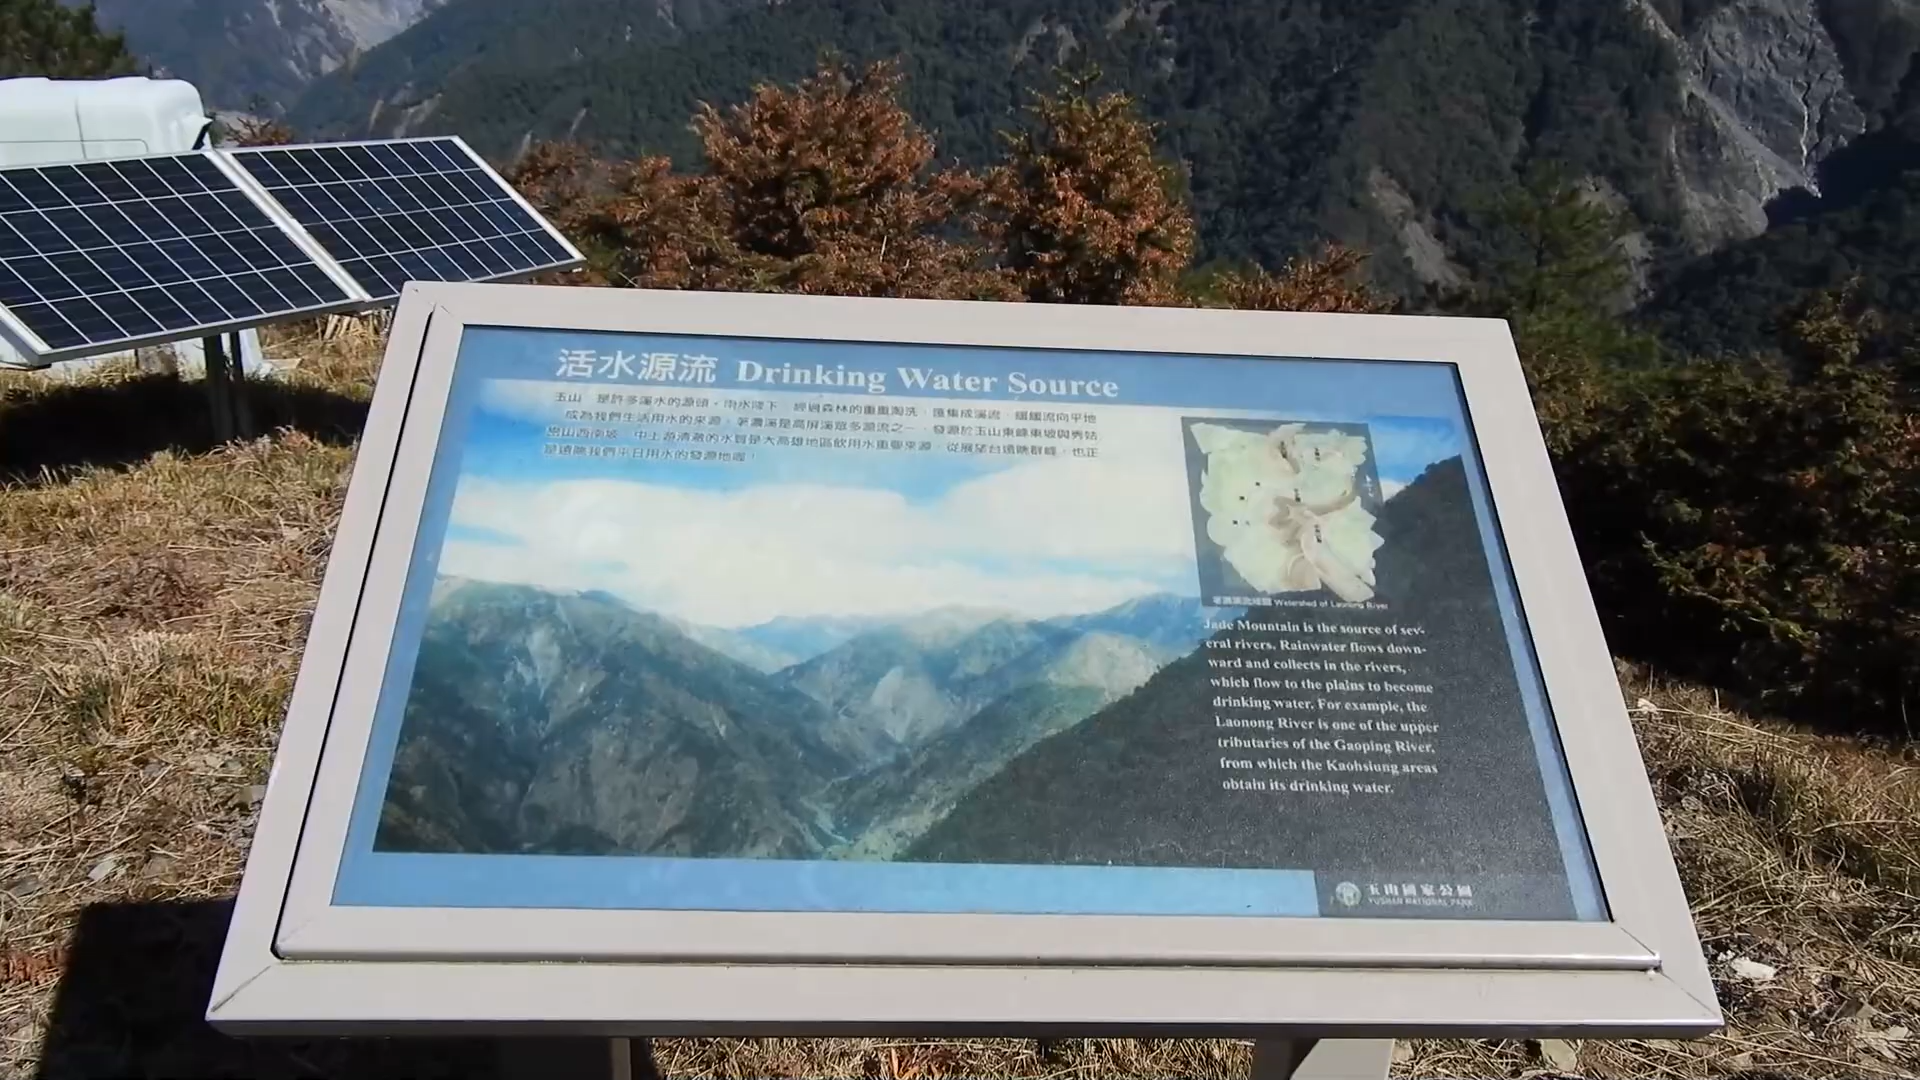 活水源流 Drinking Water Source
玉山 是許多溪水的源頭,雨水降下 經過森林的重重淘洗,匯集成溪流,緩緩流向平地
成為我們生活用水的來源。荖濃溪是高屏溪眾多源流之一,發源於玉山東峰東坡與秀姑
巒山西南坡 中上游清澈的水質是大高雄地區飲用水重要來源,從展望台遠眺群峰,也正
是遠眺我們平日用水的發源地喔!
荖濃溪流域圖 Watershed of Laonong River
Jade Mountain is the source of sev-
eral rivers. Rainwater flows down-
ward and collects in the rivers,
which flow to the plains to become
drinking water. For example, the
Laonong River is one of the upper
tributaries of the Gaoping River,
from which the Kaohsiung areas
obtain its drinking water.
玉山國家公園
YUSHAN NATIONAL PARK